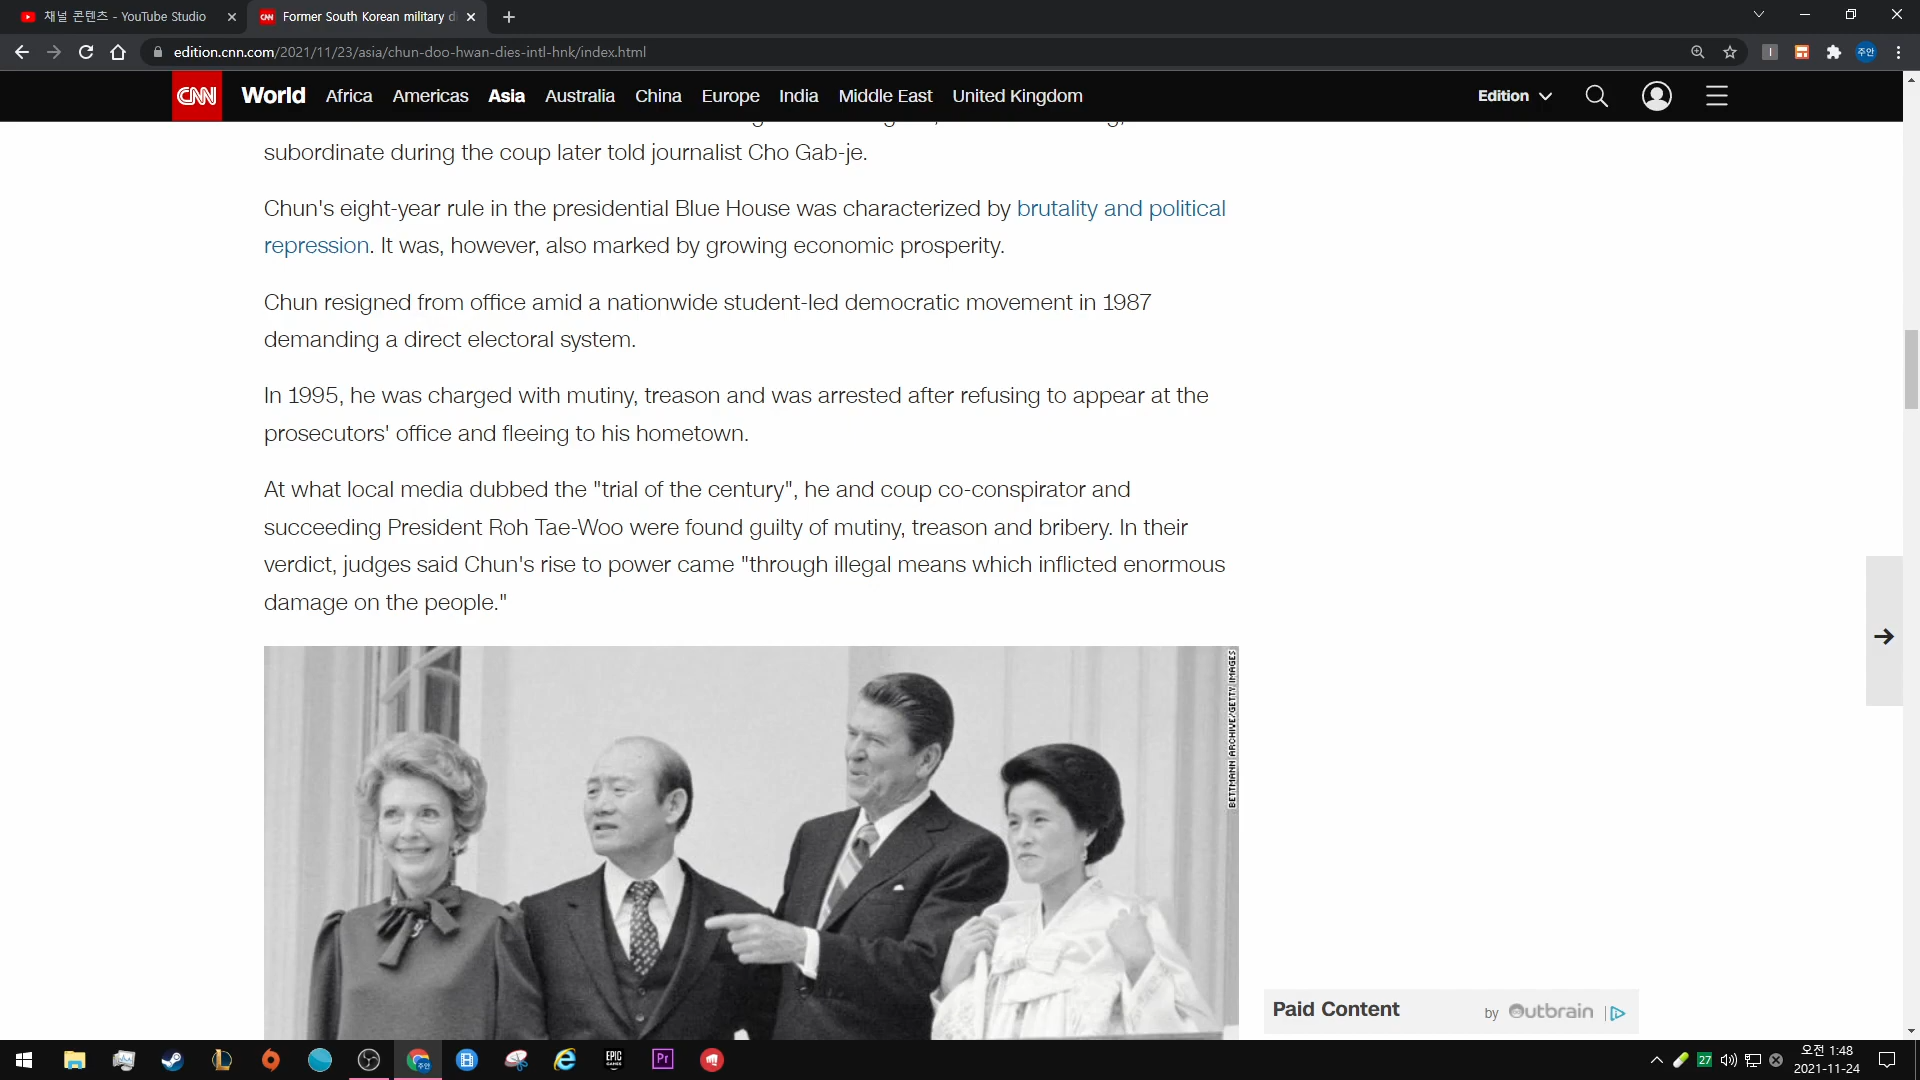 채널 콘텐츠 - YouTube Studio
Former South Korean military d
edition.cnn.com/2021/11/23/asia/chun-doo-hwan-dies-intl-hnk/index.html
주안
CNN World Africa Americas Asia Australia China Europe India Middle East United Kingdom Edition
subordinate during the coup later told journalist Cho Gab-je.
Chun's eight-year rule in the presidential Blue House was characterized by brutality and political
repression. It was, however, also marked by growing economic prosperity.
Chun resigned from office amid a nationwide student-led democratic movement in 1987
demanding a direct electoral system.
In 1995, he was charged with mutiny, treason and was arrested after refusing to appear at the
prosecutors' office and fleeing to his hometown.
At what local media dubbed the "trial of the century", he and coup co-conspirator and
succeeding President Roh Tae-Woo were found guilty of mutiny, treason and bribery. In their
verdict, judges said Chun's rise to power came "through illegal means which inflicted enormous
damage on the people."
BETTMANN ARCHIVE/GETTY IMAGES
Paid Content by Outbrain
EPIC GAMES
Pr
27
오전 1:48
2021-11-24